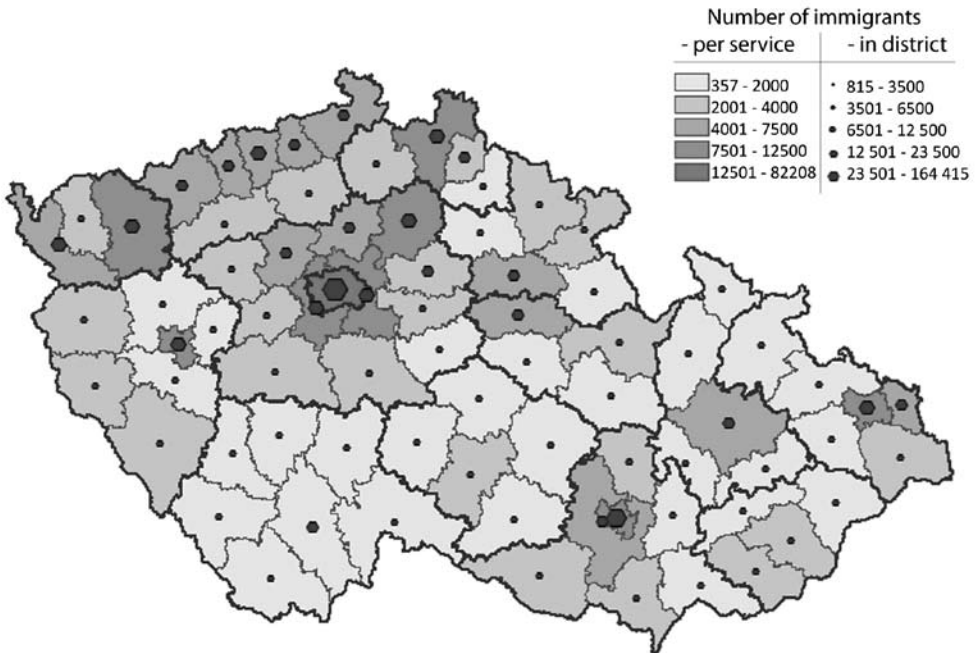 Number of immigrants
- per service - in district
357 - 2000 815 - 3500
2001 - 4000 3501 - 6500
4001 - 7500 6501 - 12 500
7501 - 12500 12 501 - 23 500
12501 - 82208 23 501 - 164 415